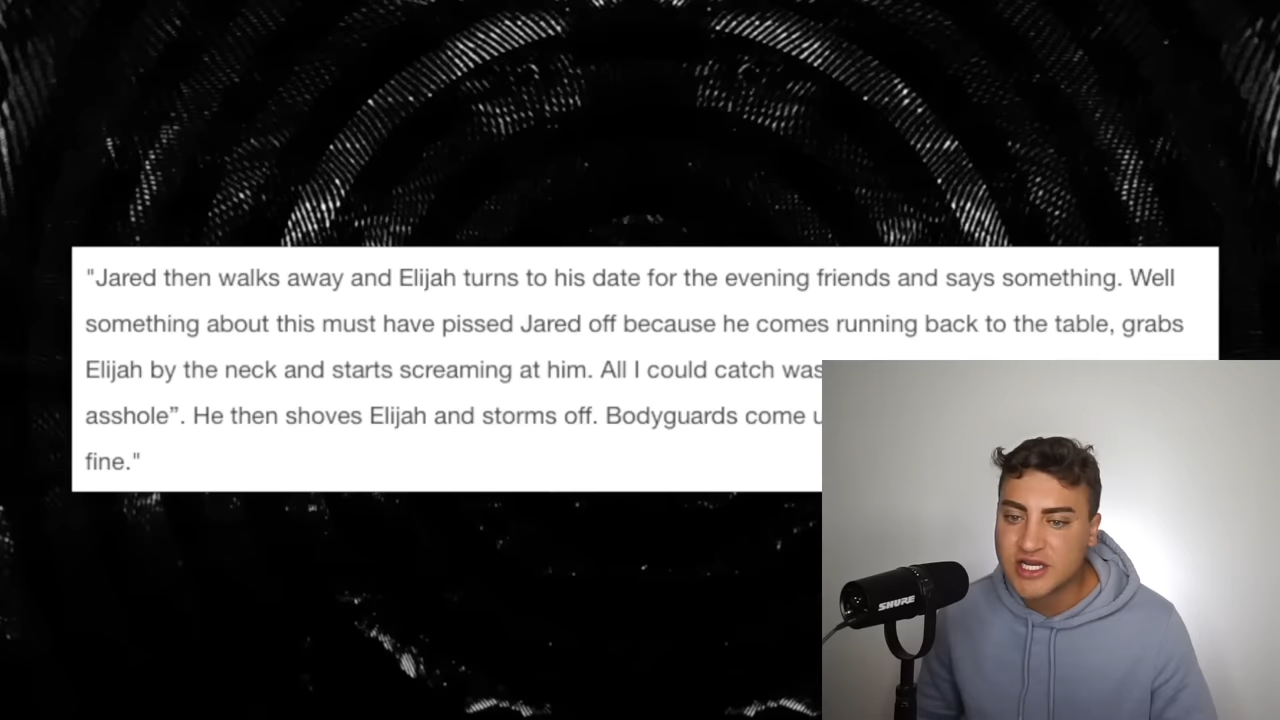 "Jared then walks away and Elijah turns to his date for the evening friends and says something. Well
something about this must have pissed Jared off because he comes running back to the table, grabs
Elijah by the neck and starts screaming at him. All I could catch was
asshole”. He then shoves Elijah and storms off. Bodyguards come
fine."
SHURE